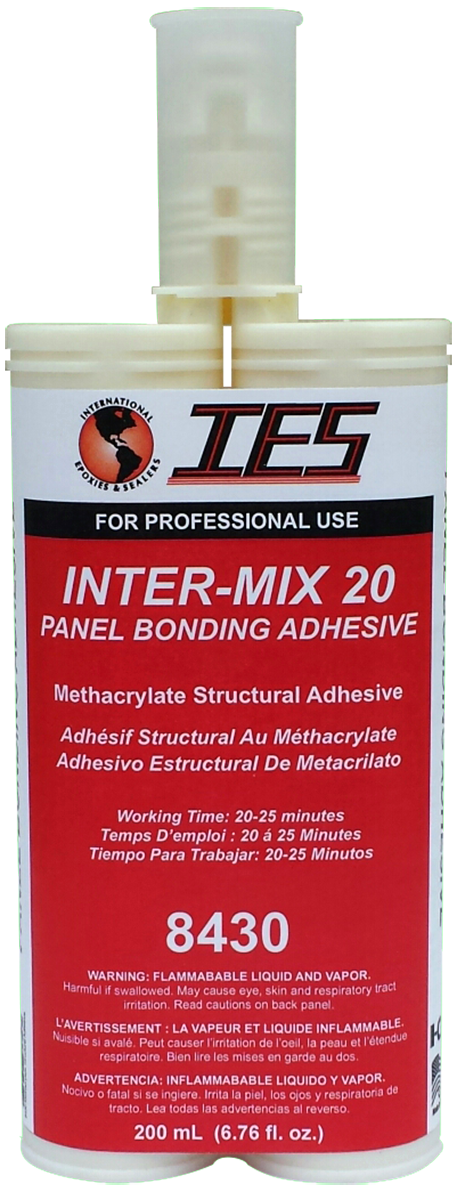 INTERNATIONAL
EPOXIES & SEALERS
IES
FOR PROFESSIONAL USE
INTER-MIX 20
PANEL BONDING ADHESIVE
Methacrylate Structural Adhesive
Adhésif Structural Au Méthacrylate
Adhesivo Estructural De Metacrilato
Working Time: 20-25 minutes
Temps D'emploi : 20 á 25 Minutes
Tiempo Para Trabajar: 20-25 Minutos
8430
WARNING: FLAMMABABLE LIQUID AND VAPOR.
Harmful if swallowed. May cause eye, skin and respiratory tract
irritation. Read cautions on back panel.
L'AVERTISSEMENT : LA VAPEUR ET LIQUIDE INFLAMMABLE.
Nuisible si avalé. Peut causer l'irritation de l'oeil, la peau et l'étendue
respiratoire. Bien lire les mises en garde au dos.
ADVERTENCIA: INFLAMMABABLE LIQUIDO Y VAPOR.
Nocivo o fatal si se ingiere. Irrita la piel, los ojos y respiratoria de
tracto. Lea todas las advertencias al reverso.
200 mL (6.76 fl. oz.)